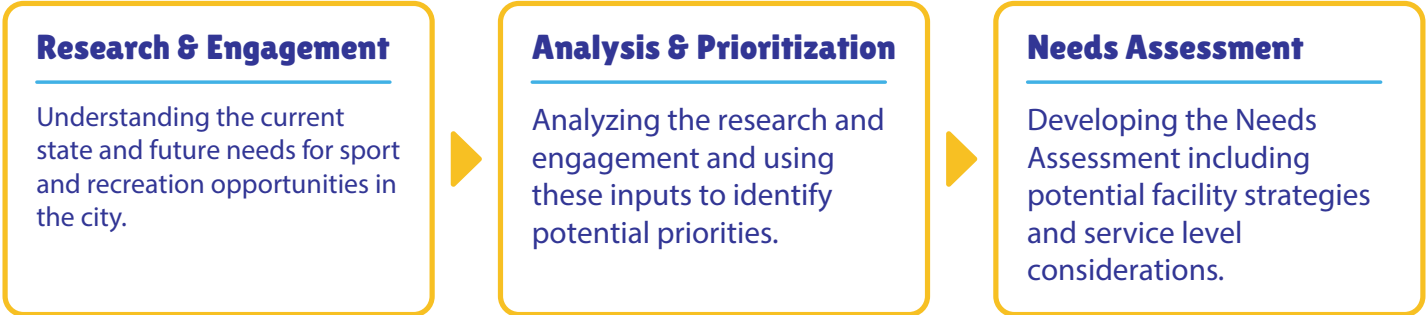 Research & Engagement
Understanding the current
state and future needs for sport
and recreation opportunities in
the city.
Analysis & Prioritization
Analyzing the research and
engagement and using
these inputs to identify
potential priorities.
Needs Assessment
Developing the Needs
Assessment including
potential facility strategies
and service level
considerations.